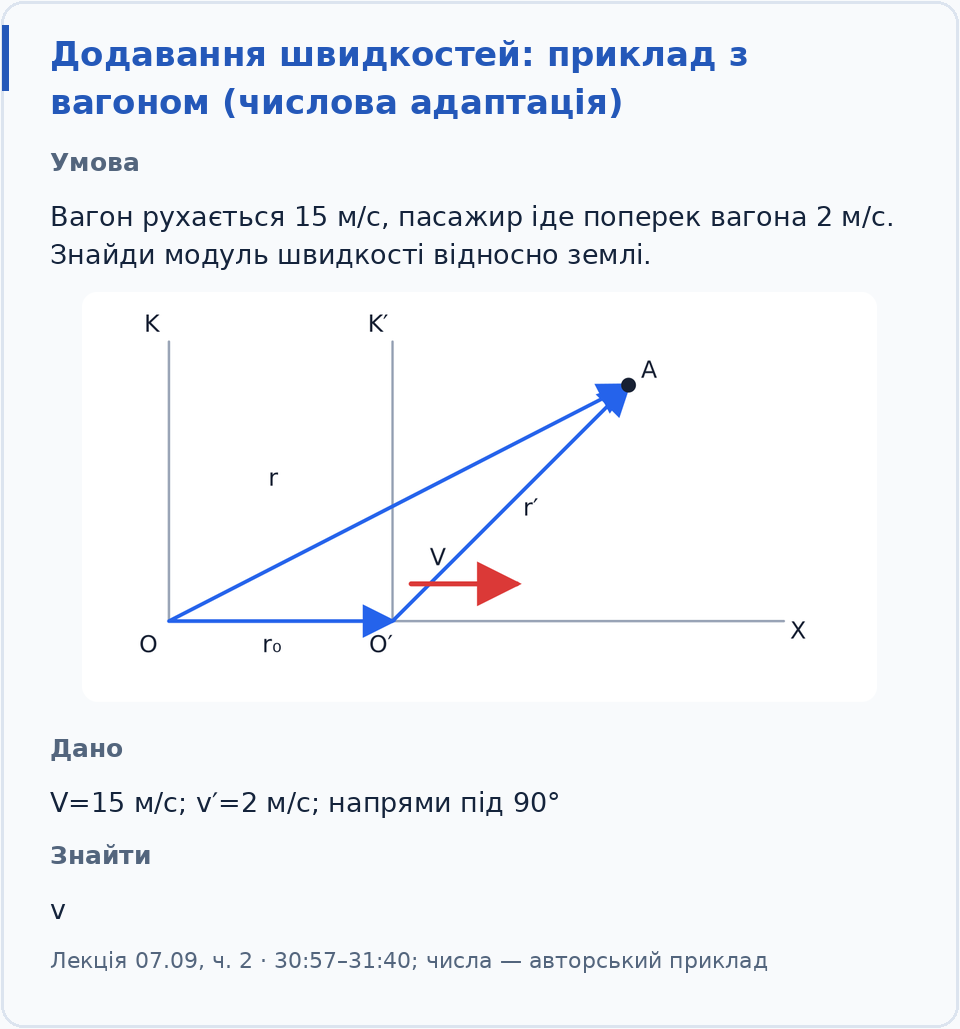 Додавання швидкостей: приклад з
вагоном (числова адаптація)
Умова
Вагон рухається 15 м/с, пасажир іде поперек вагона 2 м/с.
Знайди модуль швидкості відносно землі.
K
K′
A
r
r′
V
O
r₀
O′
X
Дано
V=15 м/с; v′=2 м/с; напрями під 90°
Знайти
v
Лекція 07.09, ч. 2 · 30:57–31:40; числа — авторський приклад